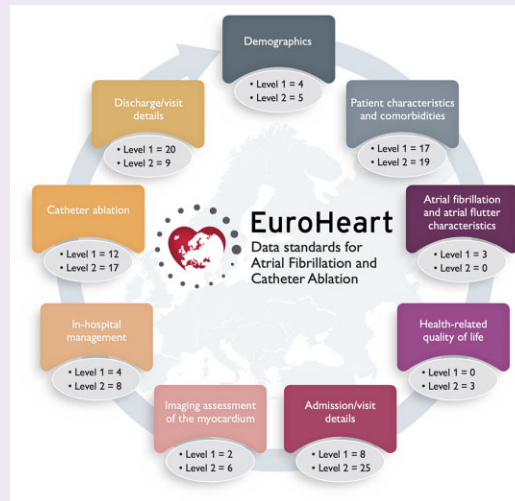 Demographics
• Level 1 = 4
• Level 2 = 5
Patient characteristics
and comorbidities
• Level 1 = 17
• Level 2 = 19
Atrial fibrillation
and atrial flutter
characteristics
• Level 1 = 3
• Level 2 = 0
Health-related
quality of life
• Level 1 = 0
• Level 2 = 3
Admission/visit
details
• Level 1 = 8
• Level 2 = 25
Imaging assessment
of the myocardium
• Level 1 = 2
• Level 2 = 6
In-hospital
management
• Level 1 = 4
• Level 2 = 8
Catheter ablation
• Level 1 = 12
• Level 2 = 17
Discharge/visit
details
• Level 1 = 20
• Level 2 = 9
EuroHeart
Data standards for
Atrial Fibrillation and
Catheter Ablation